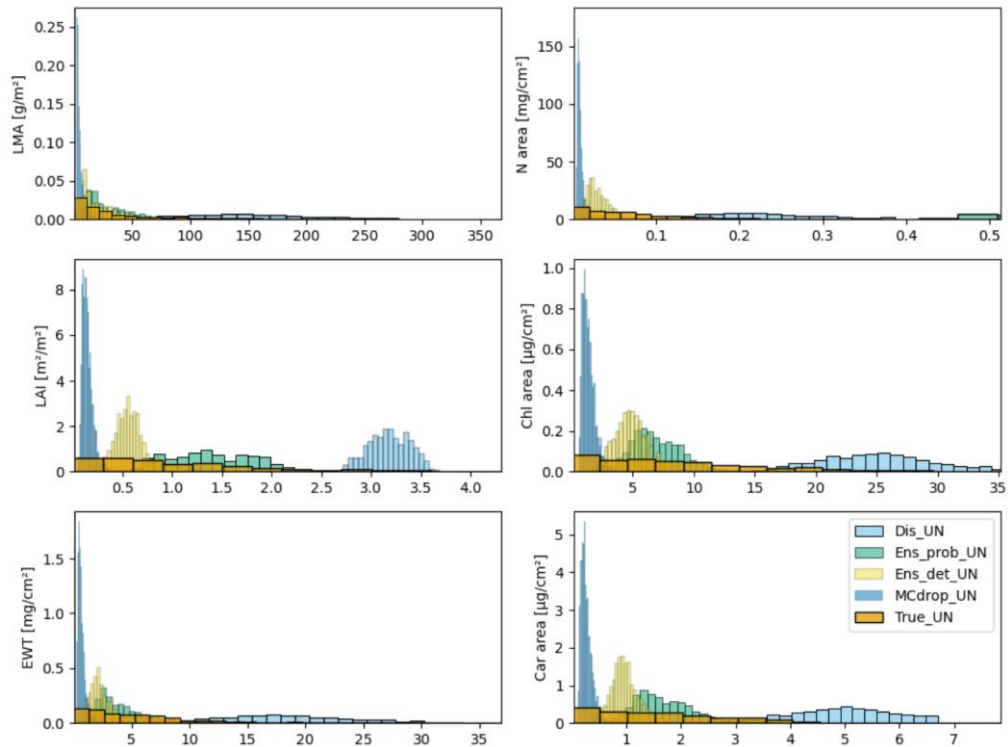 LMA [g/m²]
0.25
0.20
0.15
0.10
0.05
0.00
50 100 150 200 250 300 350
N area [mg/cm²]
150
100
50
0
0.1 0.2 0.3 0.4 0.5
LAI [m²/m²]
8
6
4
2
0
0.5 1.0 1.5 2.0 2.5 3.0 3.5 4.0
Chl area [µg/cm²]
1.0
0.8
0.6
0.4
0.2
0.0
5 10 15 20 25 30 35
EWT [mg/cm²]
1.5
1.0
0.5
0.0
5 10 15 20 25 30 35
Car area [µg/cm²]
5
4
3
2
1
0
1 2 3 4 5 6 7
Dis_UN
Ens_prob_UN
Ens_det_UN
MCdrop_UN
True_UN